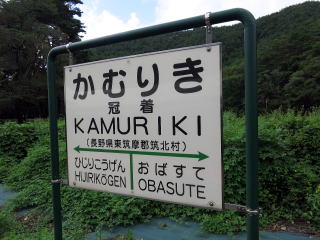 かむりき
冠着
KAMURIKI
(長野県東筑摩郡筑北村)
ひじりこうげん おばすて
HIJIRIKŌGEN OBASUTE